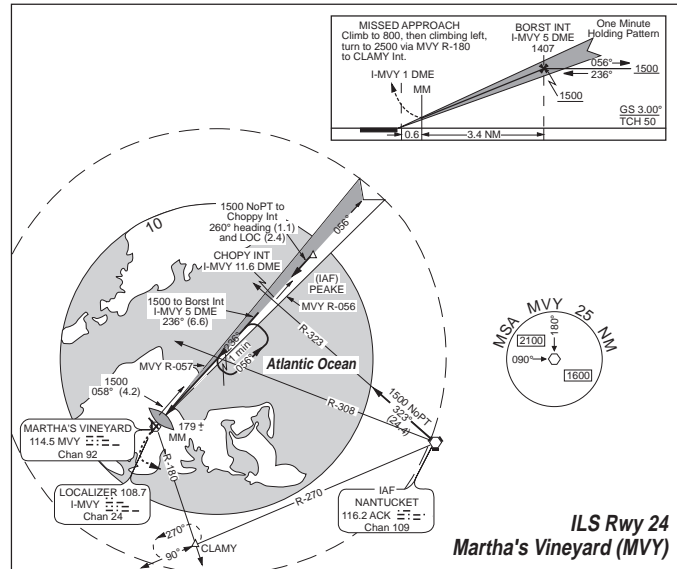 MISSED APPROACH
Climb to 800, then climbing left,
turn to 2500 via MVY R-180
to CLAMY Int.
BORST INT
I-MVY 5 DME
1407
One Minute
Holding Pattern
I-MVY 1 DME
MM
056°
236°
1500
1500
GS 3.00°
TCH 50
0.6
3.4 NM
10
1500 NoPT to
Choppy Int
260° heading (1.1)
and LOC (2.4)
056°
CHOPY INT
I-MVY 11.6 DME
(IAF)
PEAKE
MVY R-056
1500 to Borst Int
I-MVY 5 DME
236° (6.6)
R-323
236°
1 min
056°
MVY R-057
Atlantic Ocean
1500
058° (4.2)
R-308
1500 NoPT
323°
(24.4)
MARTHA'S VINEYARD
114.5 MVY
Chan 92
179 ±
MM
R-180
LOCALIZER 108.7
I-MVY
Chan 24
R-270
IAF
NANTUCKET
116.2 ACK
Chan 109
270°
90°
CLAMY
MSA MVY 25 NM
180°
2100
090°
1600
ILS Rwy 24
Martha's Vineyard (MVY)